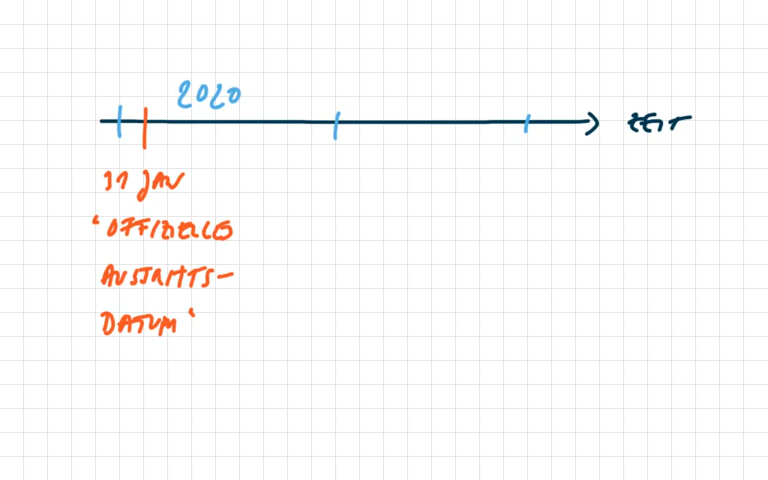 2020
ZEIT
31 JAN
"OFFIZIELLES
AUSTRITTS-
DATUM"